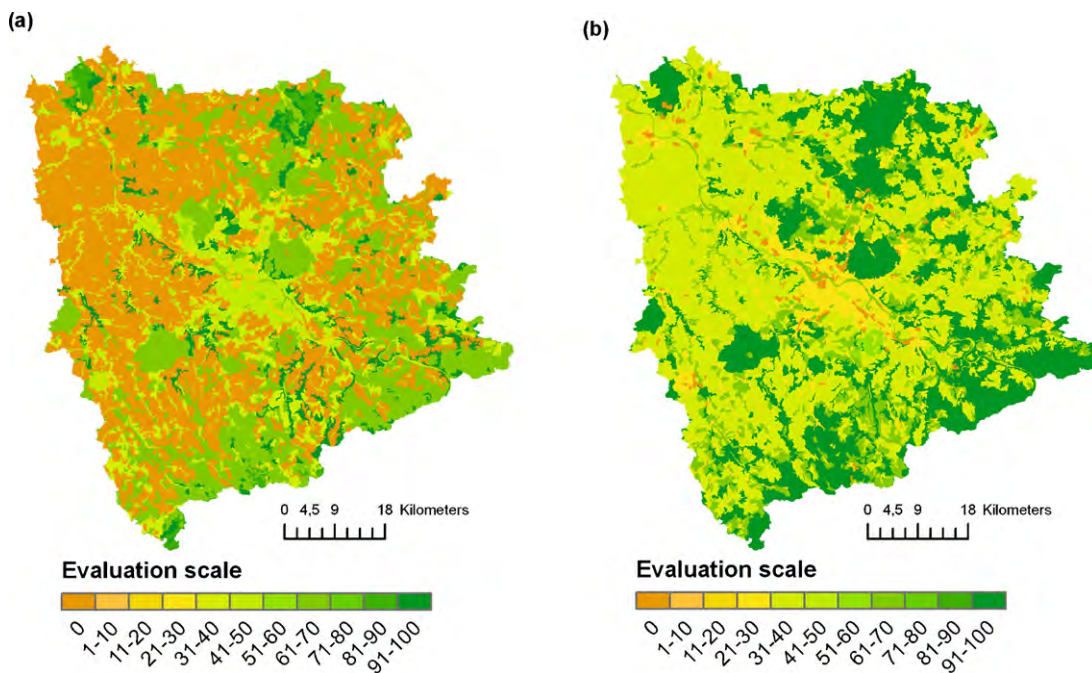 (a)
(b)
0 4,5 9 18 Kilometers
0 4,5 9 18 Kilometers
Evaluation scale
0 1-10 11-20 21-30 31-40 41-50 51-60 61-70 71-80 81-90 91-100
Evaluation scale
0 1-10 11-20 21-30 31-40 41-50 51-60 61-70 71-80 81-90 91-100